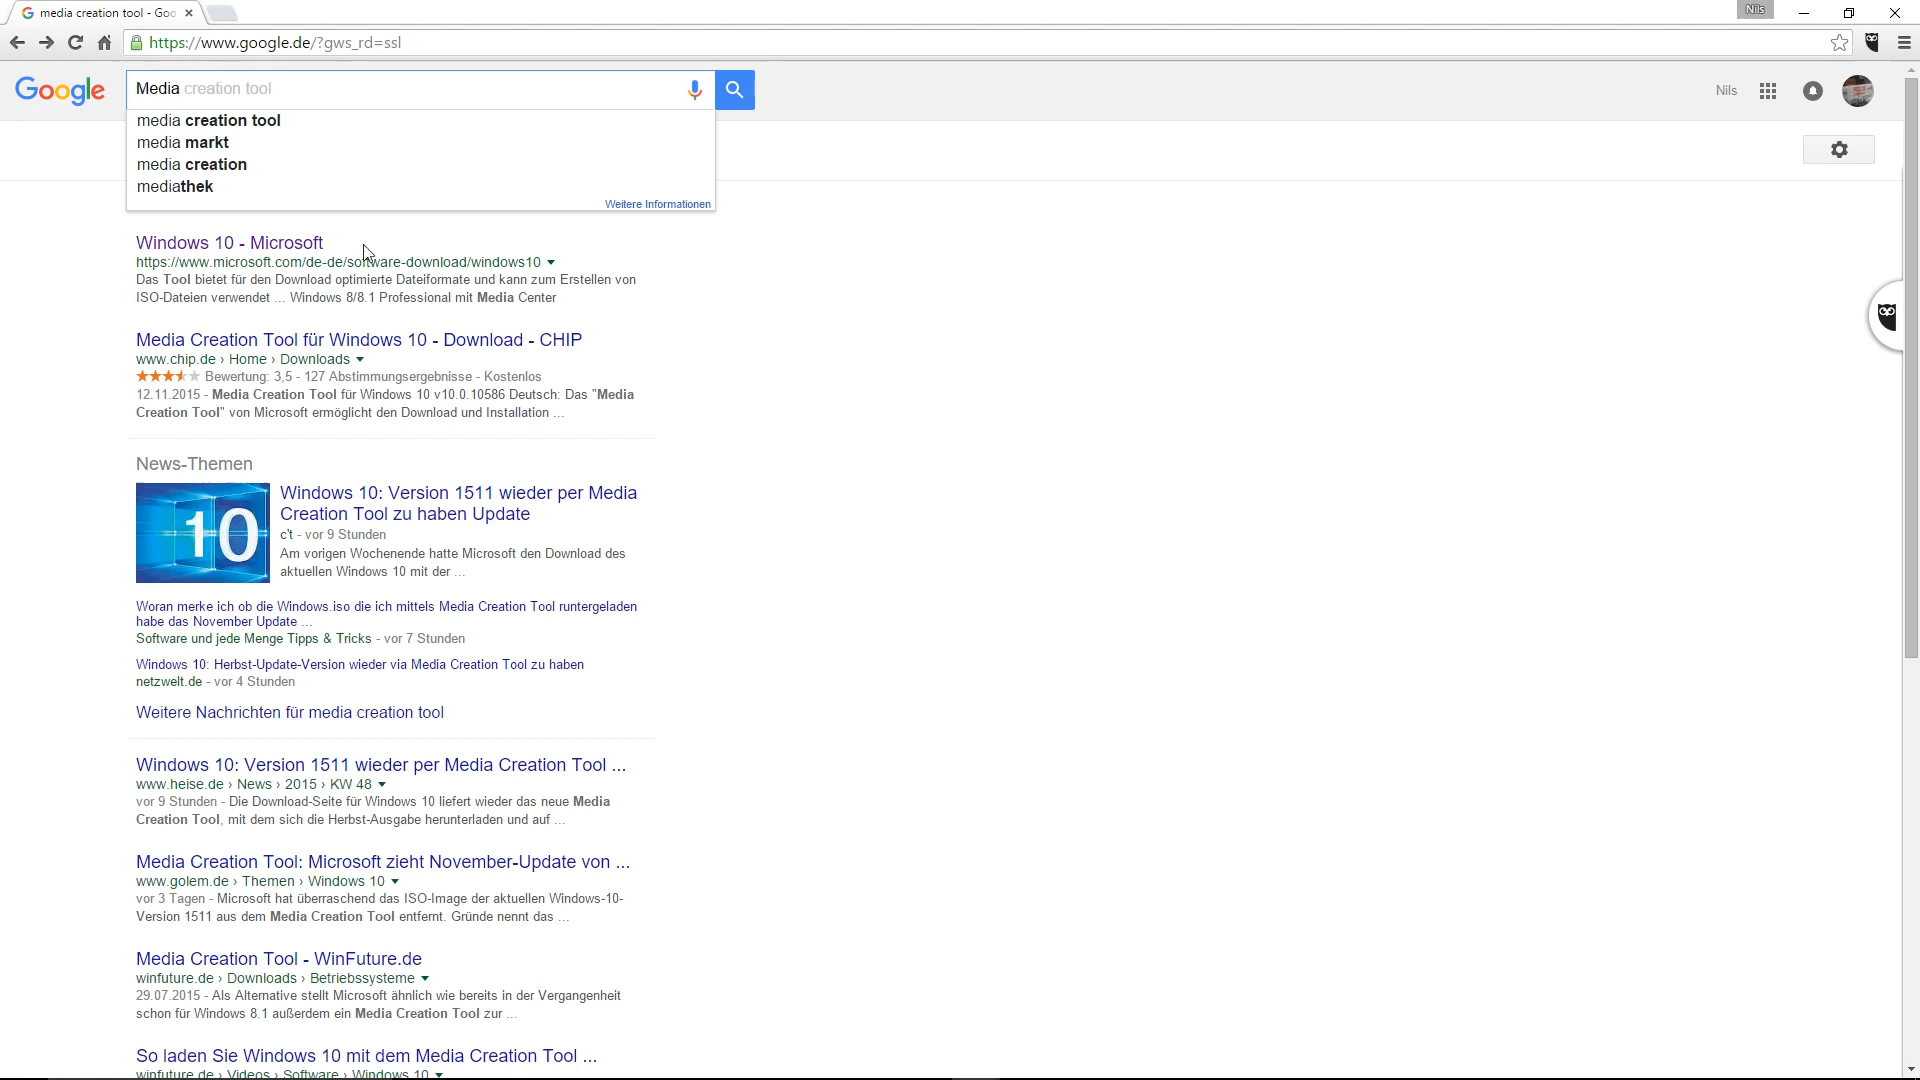 media creation tool - Goo
Nils
https://www.google.de/?gws_rd=ssl
Google
Media creation tool
Nils
media creation tool
media markt
media creation
mediathek
Weitere Informationen
Windows 10 - Microsoft
https://www.microsoft.com/de-de/software-download/windows10
Das Tool bietet für den Download optimierte Dateiformate und kann zum Erstellen von
ISO-Dateien verwendet ... Windows 8/8.1 Professional mit Media Center
Media Creation Tool für Windows 10 - Download - CHIP
www.chip.de › Home › Downloads
Bewertung: 3,5 - 127 Abstimmungsergebnisse - Kostenlos
12.11.2015 - Media Creation Tool für Windows 10 v10.0.10586 Deutsch: Das "Media
Creation Tool" von Microsoft ermöglicht den Download und Installation ...
News-Themen
10
Windows 10: Version 1511 wieder per Media
Creation Tool zu haben Update
c't - vor 9 Stunden
Am vorigen Wochenende hatte Microsoft den Download des
aktuellen Windows 10 mit der ...
Woran merke ich ob die Windows.iso die ich mittels Media Creation Tool runtergeladen
habe das November Update ...
Software und jede Menge Tipps & Tricks - vor 7 Stunden
Windows 10: Herbst-Update-Version wieder via Media Creation Tool zu haben
netzwelt.de - vor 4 Stunden
Weitere Nachrichten für media creation tool
Windows 10: Version 1511 wieder per Media Creation Tool ...
www.heise.de › News › 2015 › KW 48
vor 9 Stunden - Die Download-Seite für Windows 10 liefert wieder das neue Media
Creation Tool, mit dem sich die Herbst-Ausgabe herunterladen und auf ...
Media Creation Tool: Microsoft zieht November-Update von ...
www.golem.de › Themen › Windows 10
vor 3 Tagen - Microsoft hat überraschend das ISO-Image der aktuellen Windows-10-
Version 1511 aus dem Media Creation Tool entfernt. Gründe nennt das ...
Media Creation Tool - WinFuture.de
winfuture.de › Downloads › Betriebssysteme
29.07.2015 - Als Alternative stellt Microsoft ähnlich wie bereits in der Vergangenheit
schon für Windows 8.1 außerdem ein Media Creation Tool zur ...
So laden Sie Windows 10 mit dem Media Creation Tool ...
winfuture.de › Videos › Software › Windows 10